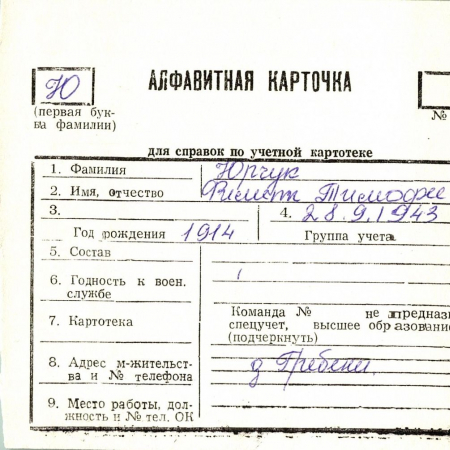 Ю
АЛФАВИТНАЯ КАРТОЧКА
(первая бук-
ва фамилии)
№
для справок по учетной картотеке
1. Фамилия Юрчук
2. Имя, отчество Тимофее
3. 4. 28.9.1943
Год рождения 1914 Группа учета
5. Состав
6. Годность к воен.
службе
7. Картотека Команда № не предназ
спецучет, высшее образование
(подчеркнуть)
8. Адрес м-жительст-
ва и № телефона д Гребени
9. Место работы, дол-
жность и № тел. ОК